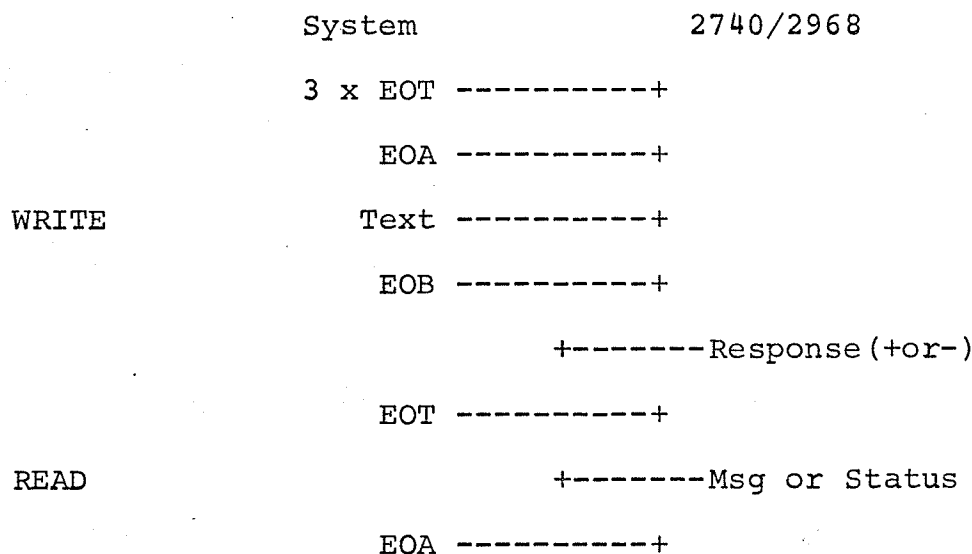 System 2740/2968
3 x EOT ----------+
EOA ----------+
WRITE Text ----------+
EOB ----------+
+-------Response(+or-)
EOT ----------+
READ +-------Msg or Status
EOA ----------+